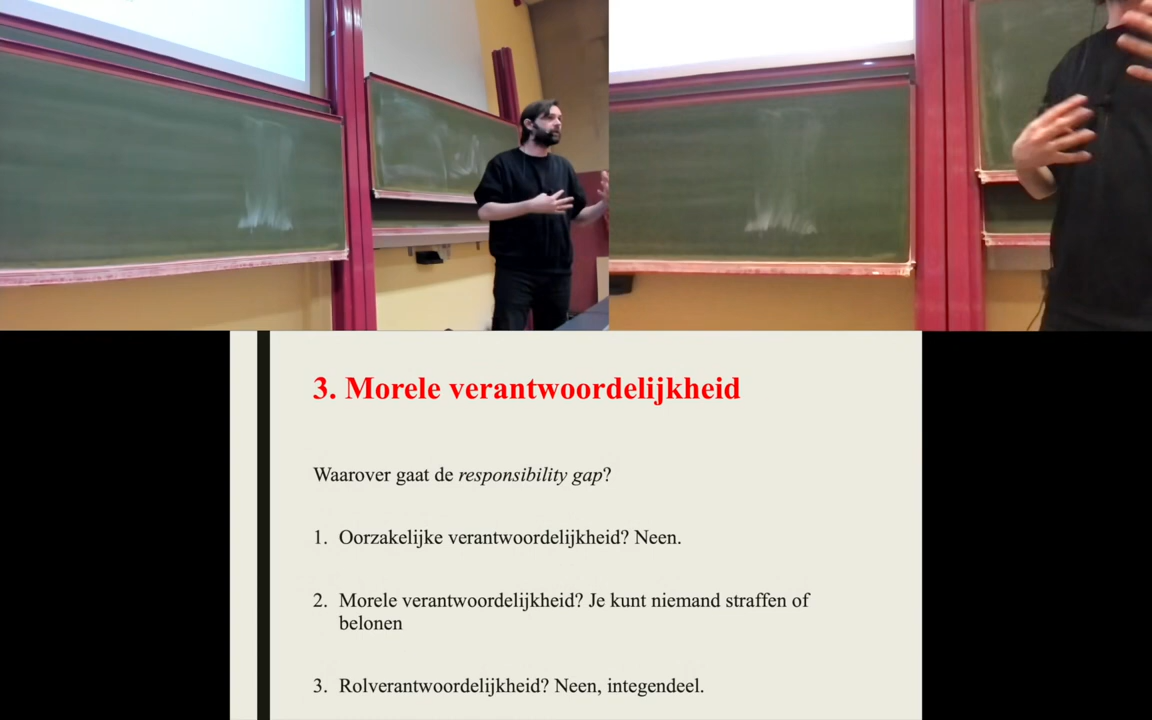 3. Morele verantwoordelijkheid
Waarover gaat de responsibility gap?
1. Oorzakelijke verantwoordelijkheid? Neen.
2. Morele verantwoordelijkheid? Je kunt niemand straffen of
belonen
3. Rolverantwoordelijkheid? Neen, integendeel.